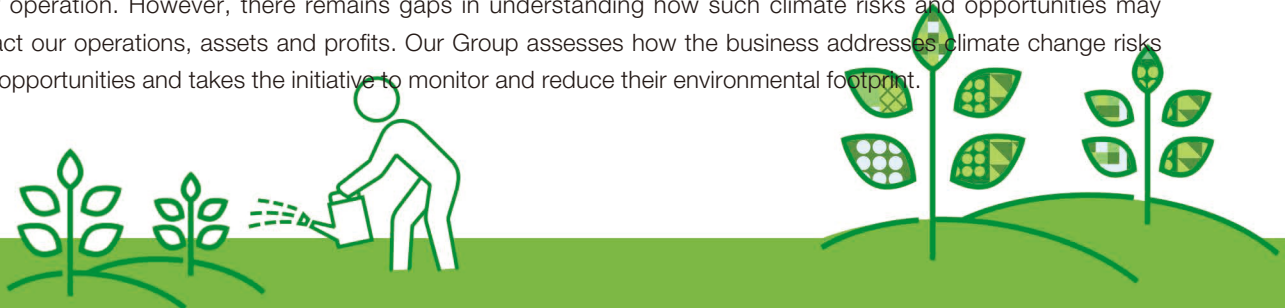 operation. However, there remains gaps in understanding how such climate risks and opportunities may
act our operations, assets and profits. Our Group assesses how the business addresses climate change risks
opportunities and takes the initiative to monitor and reduce their environmental footprint.